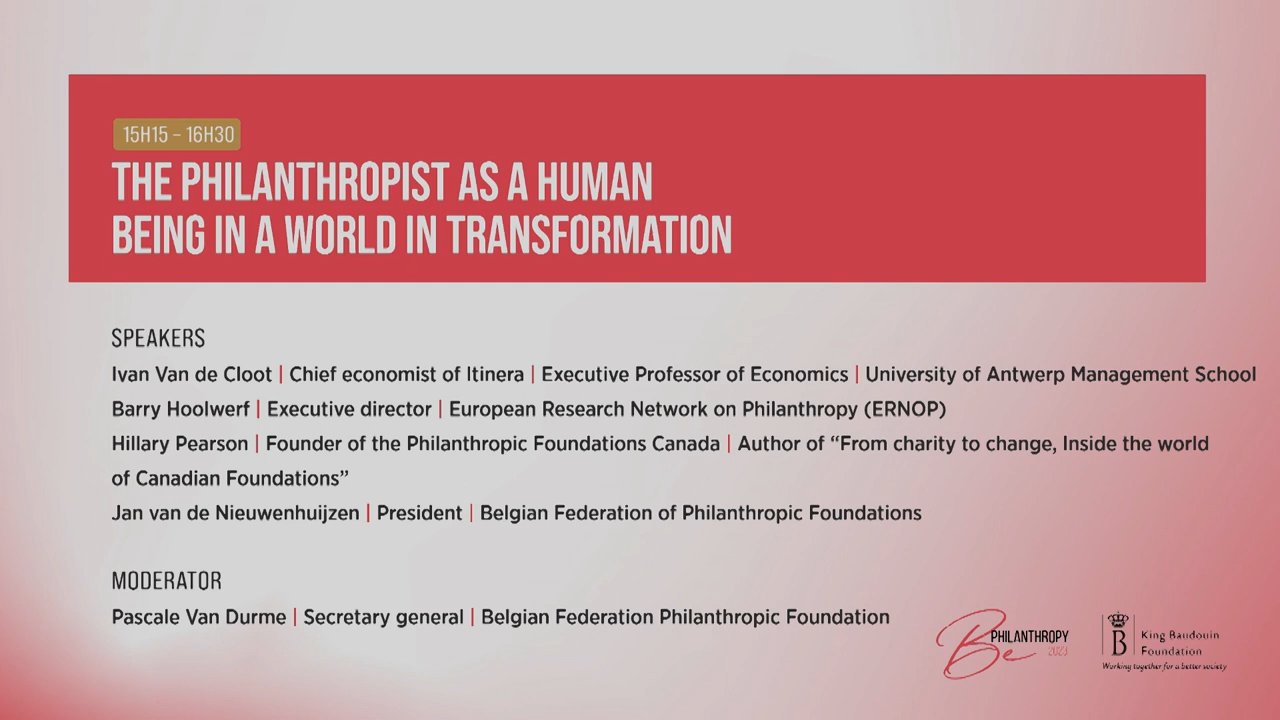 15H15 – 16H30
THE PHILANTHROPIST AS A HUMAN
BEING IN A WORLD IN TRANSFORMATION
SPEAKERS
Ivan Van de Cloot | Chief economist of Itinera | Executive Professor of Economics | University of Antwerp Management School
Barry Hoolwerf | Executive director | European Research Network on Philanthropy (ERNOP)
Hillary Pearson | Founder of the Philanthropic Foundations Canada | Author of “From charity to change, Inside the world
of Canadian Foundations”
Jan van de Nieuwenhuijzen | President | Belgian Federation of Philanthropic Foundations
MODERATOR
Pascale Van Durme | Secretary general | Belgian Federation Philanthropic Foundation
Be PHILANTHROPY
2023
B
King Baudouin
Foundation
Working together for a better society